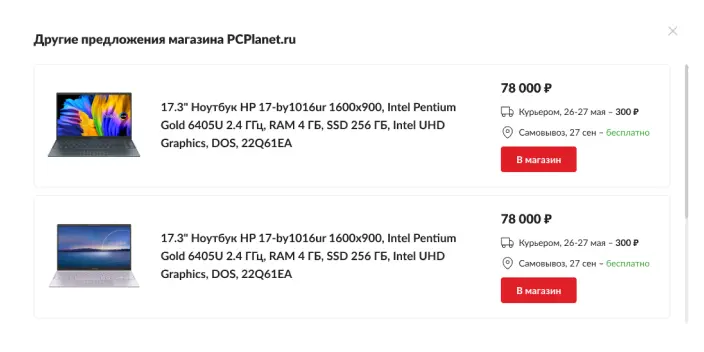 Другие предложения магазина PCPlanet.ru
17.3" Ноутбук HP 17-by1016ur 1600x900, Intel Pentium
Gold 6405U 2.4 ГГц, RAM 4 ГБ, SSD 256 ГБ, Intel UHD
Graphics, DOS, 22Q61EA
78 000 ₽
Курьером, 26-27 мая – 300 ₽
Самовывоз, 27 сен – бесплатно
В магазин
17.3" Ноутбук HP 17-by1016ur 1600x900, Intel Pentium
Gold 6405U 2.4 ГГц, RAM 4 ГБ, SSD 256 ГБ, Intel UHD
Graphics, DOS, 22Q61EA
78 000 ₽
Курьером, 26-27 мая – 300 ₽
Самовывоз, 27 сен – бесплатно
В магазин